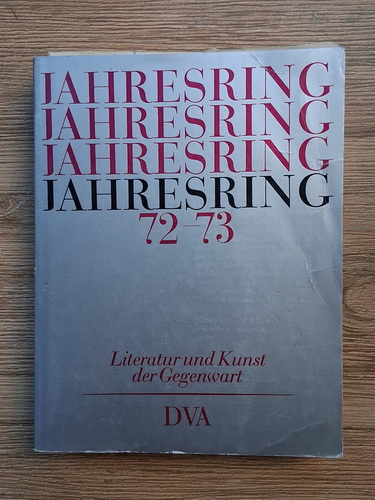 JAHRESRING
JAHRESRING
JAHRESRING
JAHRESRING
72-73
Literatur und Kunst
der Gegenwart
DVA